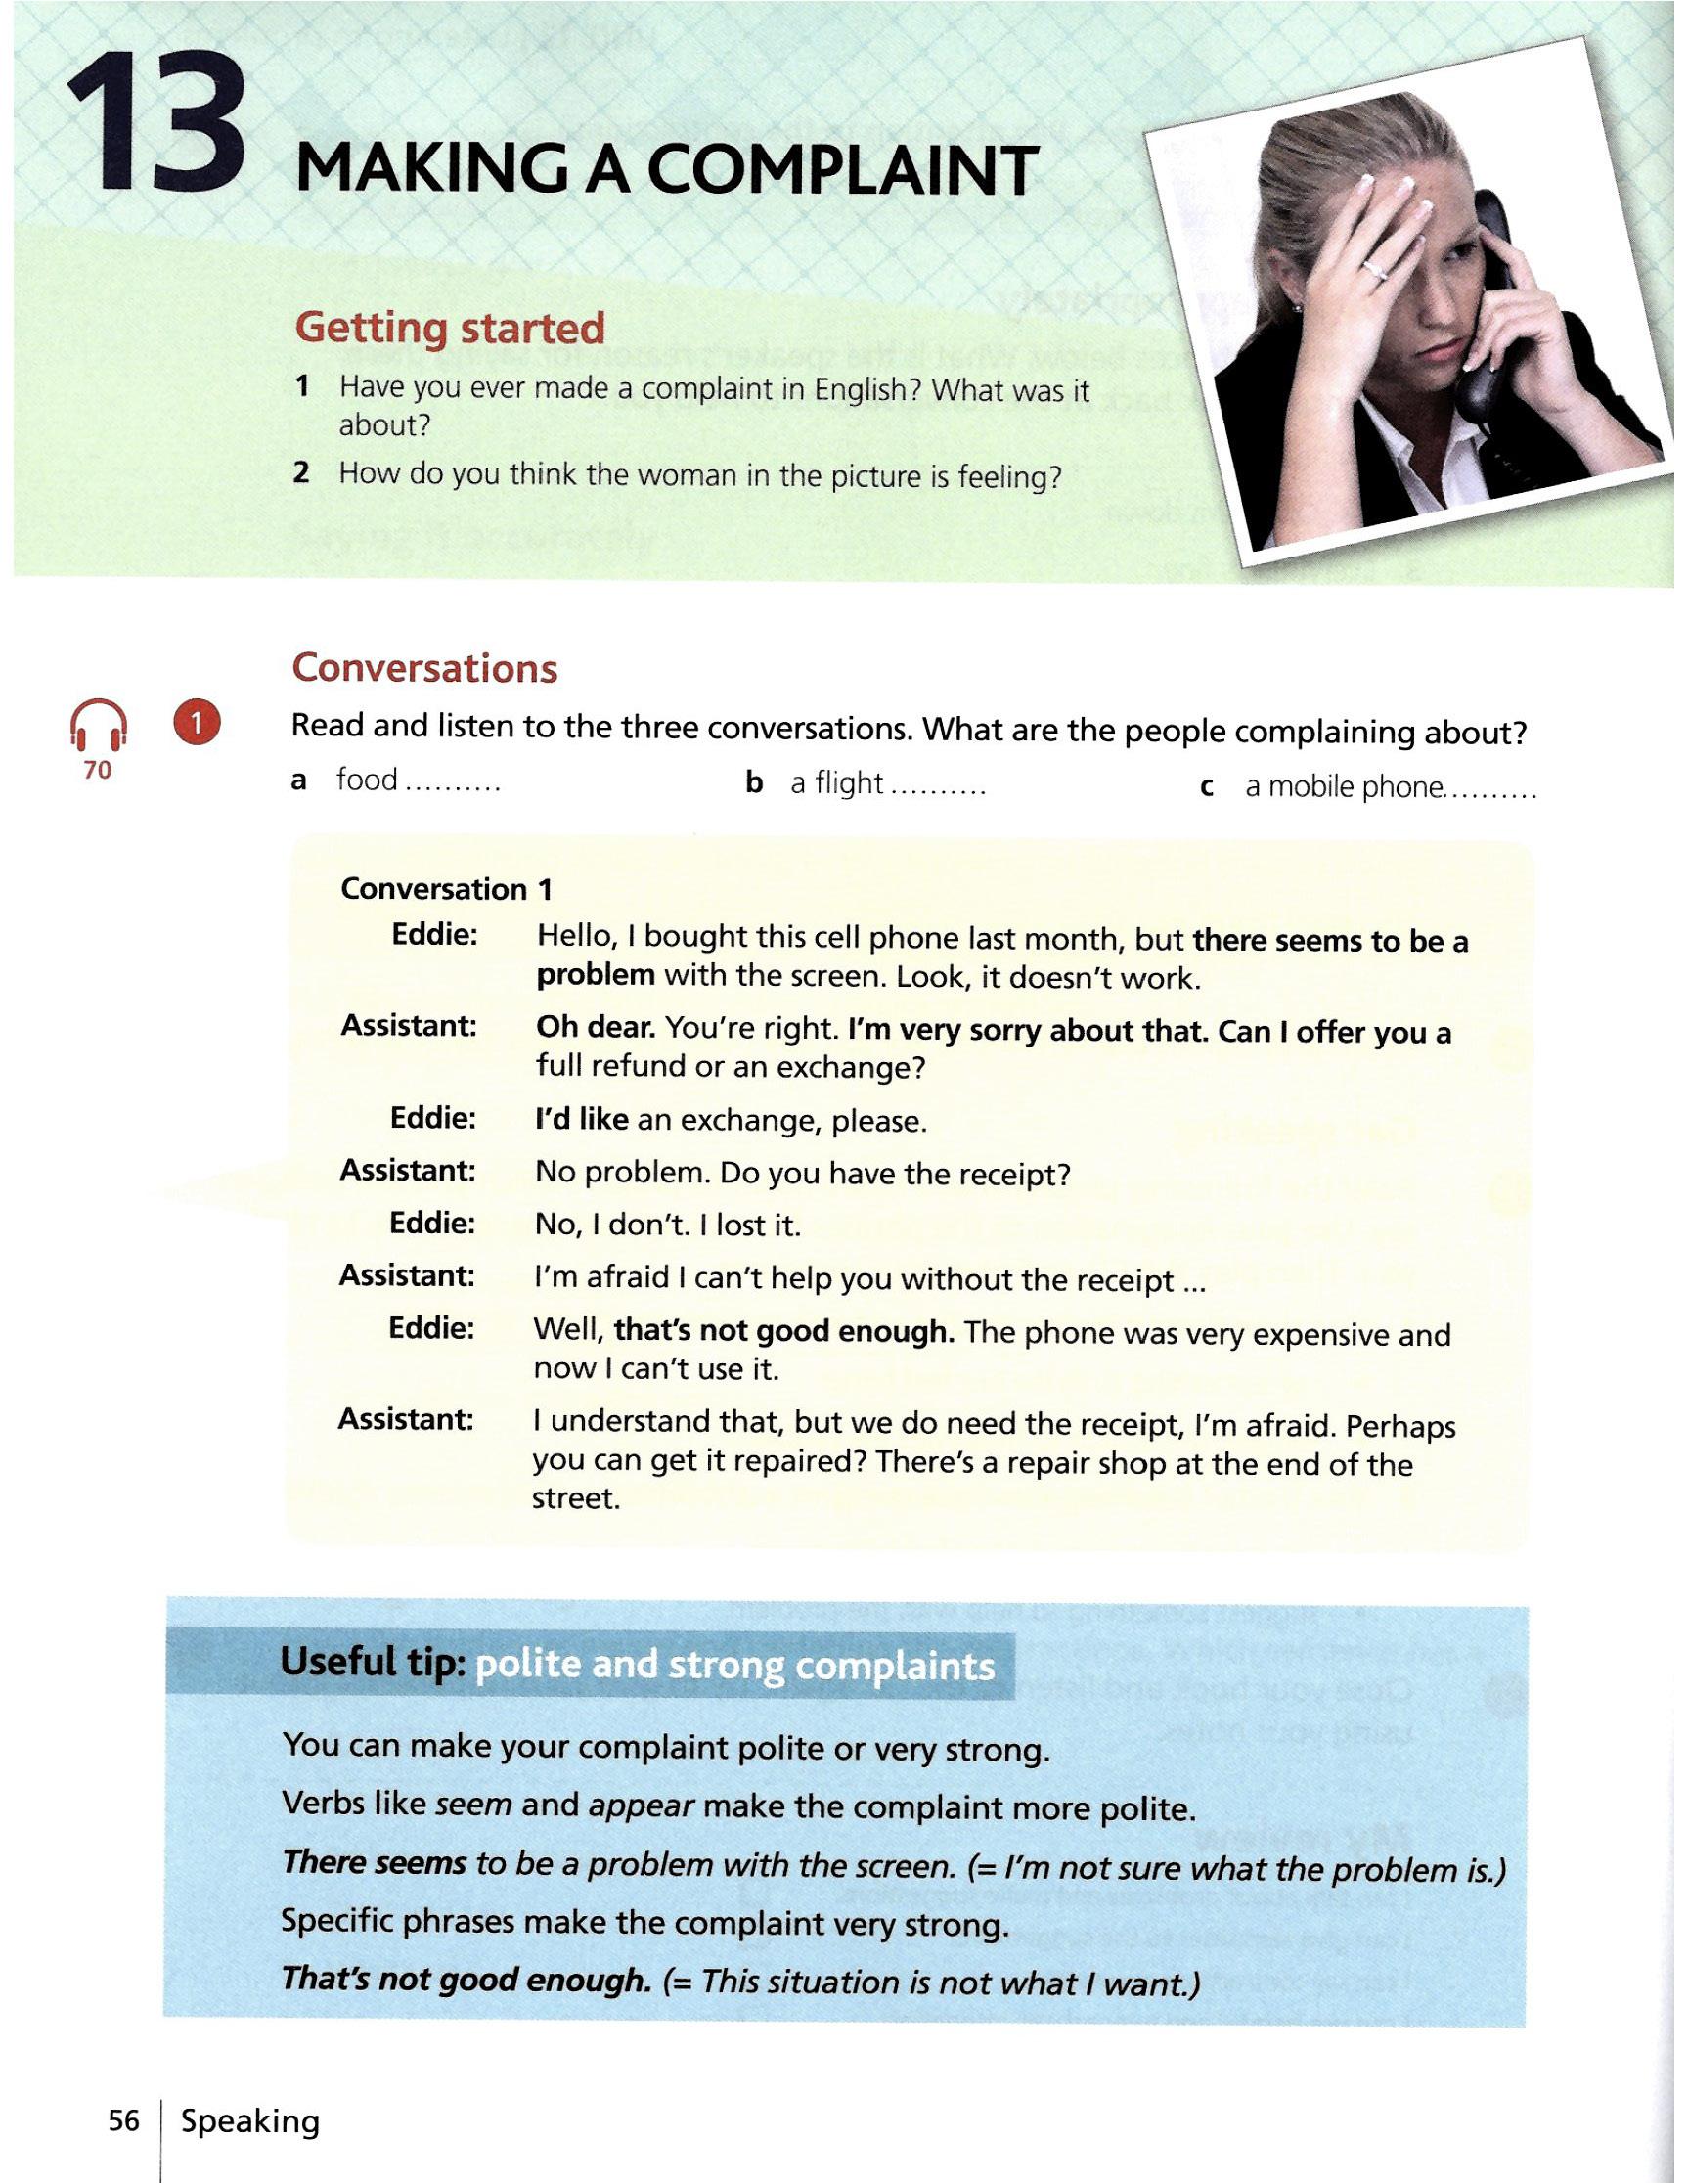 13
MAKING A COMPLAINT
Getting started
1 Have you ever made a complaint in English? What was it
about?
2 How do you think the woman in the picture is feeling?
Conversations
70
1 Read and listen to the three conversations. What are the people complaining about?
a food .......... b a flight .......... c a mobile phone..........
Conversation 1
Eddie: Hello, I bought this cell phone last month, but there seems to be a
problem with the screen. Look, it doesn't work.
Assistant: Oh dear. You're right. I'm very sorry about that. Can I offer you a
full refund or an exchange?
Eddie: I'd like an exchange, please.
Assistant: No problem. Do you have the receipt?
Eddie: No, I don't. I lost it.
Assistant: I'm afraid I can't help you without the receipt ...
Eddie: Well, that's not good enough. The phone was very expensive and
now I can't use it.
Assistant: I understand that, but we do need the receipt, I'm afraid. Perhaps
you can get it repaired? There's a repair shop at the end of the
street.
Useful tip: polite and strong complaints
You can make your complaint polite or very strong.
Verbs like seem and appear make the complaint more polite.
There seems to be a problem with the screen. (= I'm not sure what the problem is.)
Specific phrases make the complaint very strong.
That's not good enough. (= This situation is not what I want.)
56 | Speaking